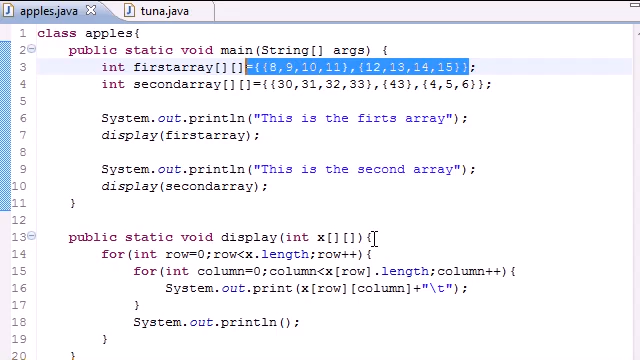 apples.java tuna.java
1 class apples{
2 public static void main(String[] args) {
3 int firstarray[][]={{8,9,10,11},{12,13,14,15}};
4 int secondarray[][]={{30,31,32,33},{43},{4,5,6}};
5
6 System.out.println("This is the firts array");
7 display(firstarray);
8
9 System.out.println("This is the second array");
10 display(secondarray);
11 }
12
13 public static void display(int x[][]){
14 for(int row=0;row<x.length;row++){
15 for(int column=0;column<x[row].length;column++){
16 System.out.print(x[row][column]+"\t");
17 }
18 System.out.println();
19 }
20 }